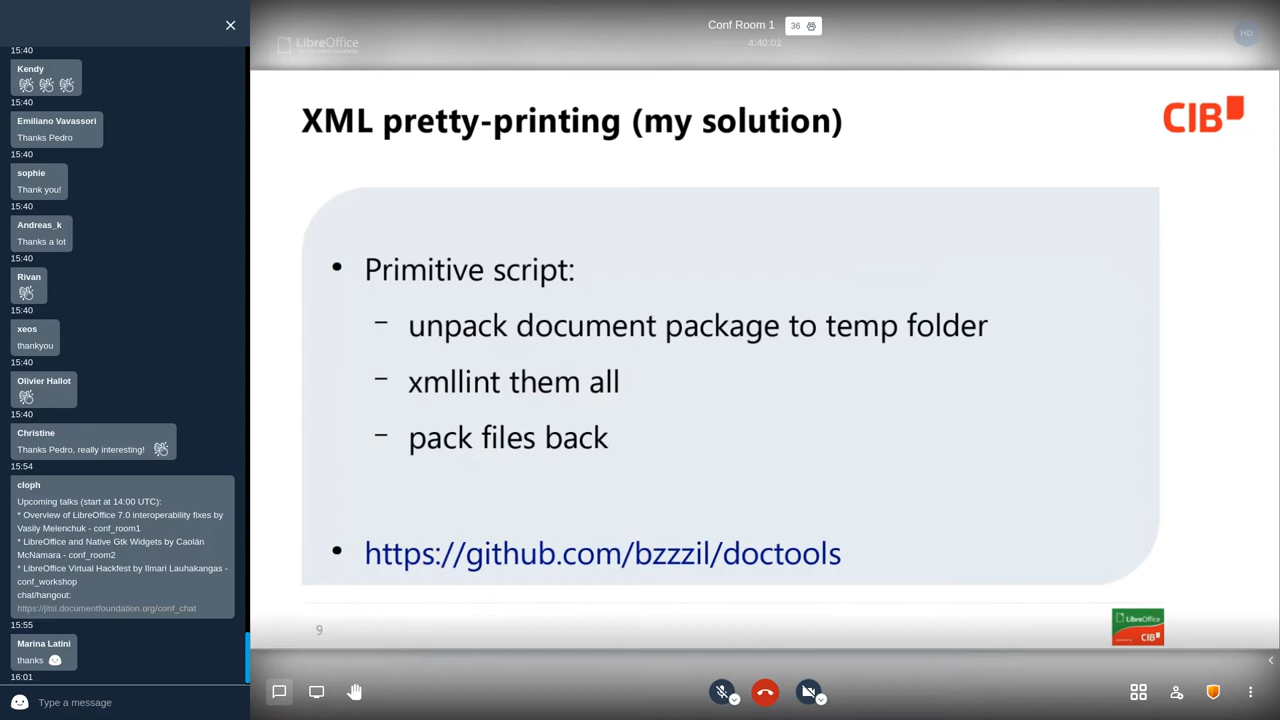 15:40
Kendy
15:40
Emiliano Vavassori
Thanks Pedro
15:40
sophie
Thank you!
15:40
Andreas_k
Thanks a lot
15:40
Rivan
15:40
xeos
thankyou
15:40
Olivier Hallot
15:40
Christine
Thanks Pedro, really interesting!
15:54
cloph
Upcoming talks (start at 14:00 UTC):
* Overview of LibreOffice 7.0 interoperability fixes by
Vasily Melenchuk - conf_room1
* LibreOffice and Native Gtk Widgets by Caolán
McNamara - conf_room2
* LibreOffice Virtual Hackfest by Ilmari Lauhakangas -
conf_workshop
chat/hangout:
https://jitsi.documentfoundation.org/conf_chat
15:55
Marina Latini
thanks
16:01
Type a message
LibreOffice
Conf Room 1
36
4:40:02
HD
XML pretty-printing (my solution)
CIB
• Primitive script:
– unpack document package to temp folder
– xmllint them all
– pack files back
• https://github.com/bzzzil/doctools
9
LibreOffice
CIB